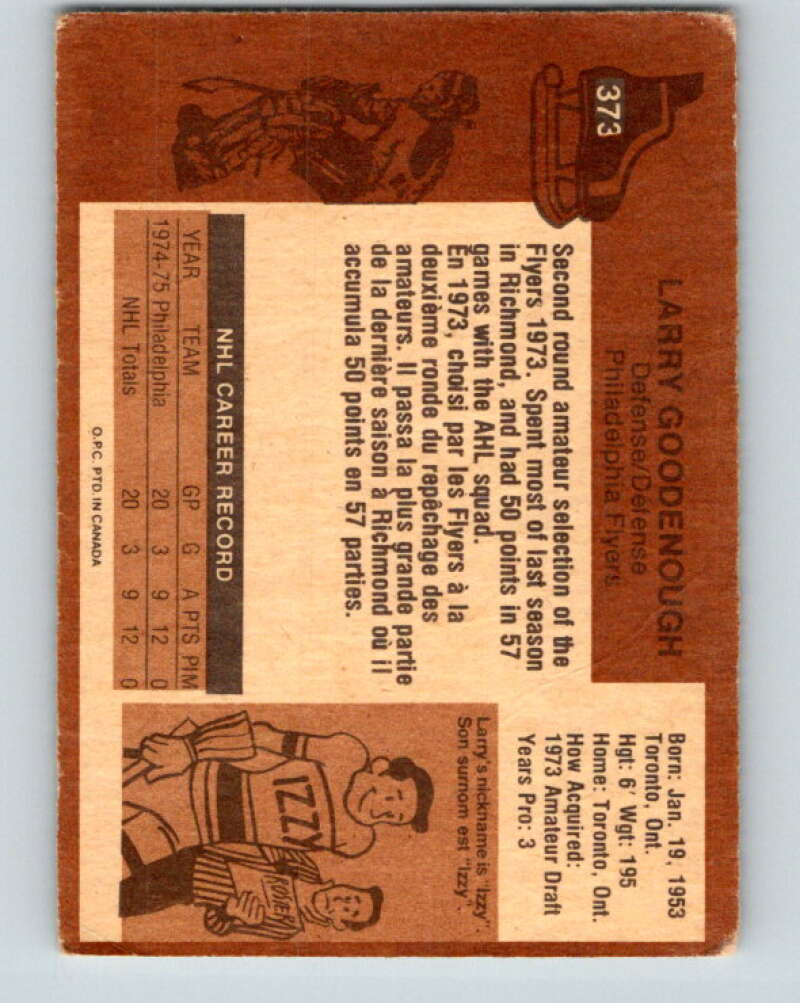 373
LARRY GOODENOUGH
Defense/Défense
Philadelphia Flyers
Born: Jan. 19, 1953
Toronto, Ont.
Hgt: 6' Wgt: 195
Home: Toronto, Ont.
How Acquired:
1973 Amateur Draft
Years Pro: 3
Second round amateur selection of the
Flyers 1973. Spent most of last season
in Richmond, and had 50 points in 57
games with the AHL squad.
En 1973, choisi par les Flyers à la
deuxième ronde du repêchage des
amateurs. Il passa la plus grande partie
de la dernière saison à Richmond où il
accumula 50 points en 57 parties.
NHL CAREER RECORD
YEAR TEAM GP G A PTS PIM
1974-75 Philadelphia 20 3 9 12 0
NHL Totals 20 3 9 12 0
Larry's nickname is "Izzy".
Son surnom est "Izzy".
IZZY
O.P.C. PTD. IN CANADA